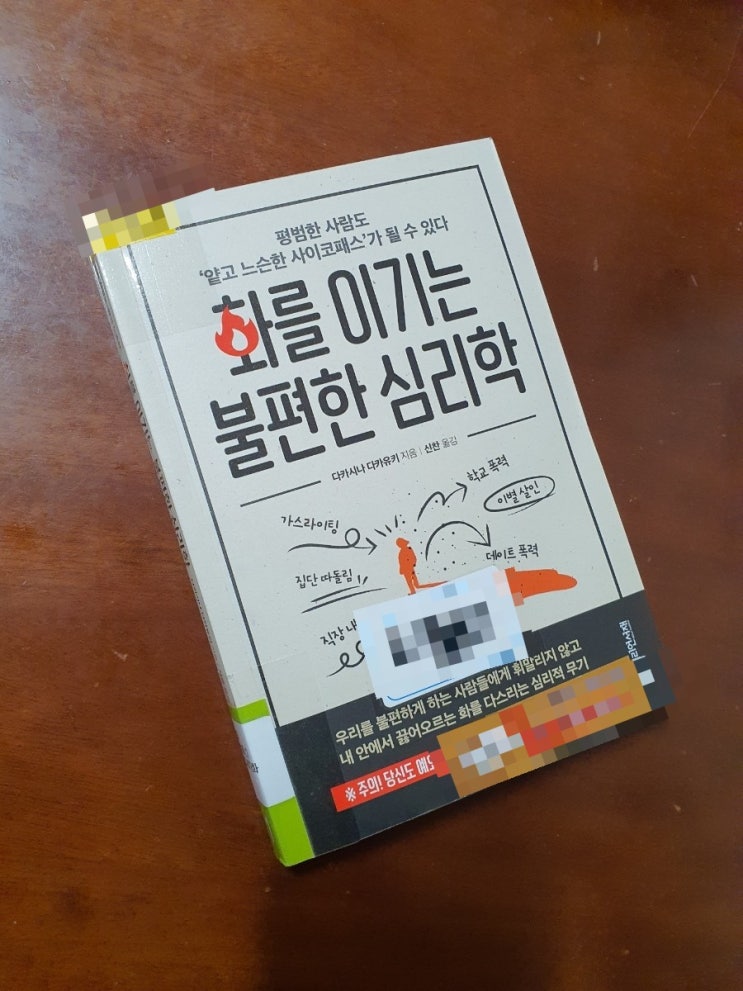 평범한 사람도
'얕고 느슨한 사이코패스'가 될 수 있다
화를 이기는
불편한 심리학
다카시나 다카유키 지음 | 신찬 옮김
가스라이팅
학교 폭력
이별 살인
집단 따돌림
데이트 폭력
직장 내
우리를 불편하게 하는 사람들에게 휘말리지 않고
내 안에서 끓어오르는 화를 다스리는 심리적 무기
※ 주의! 당신도